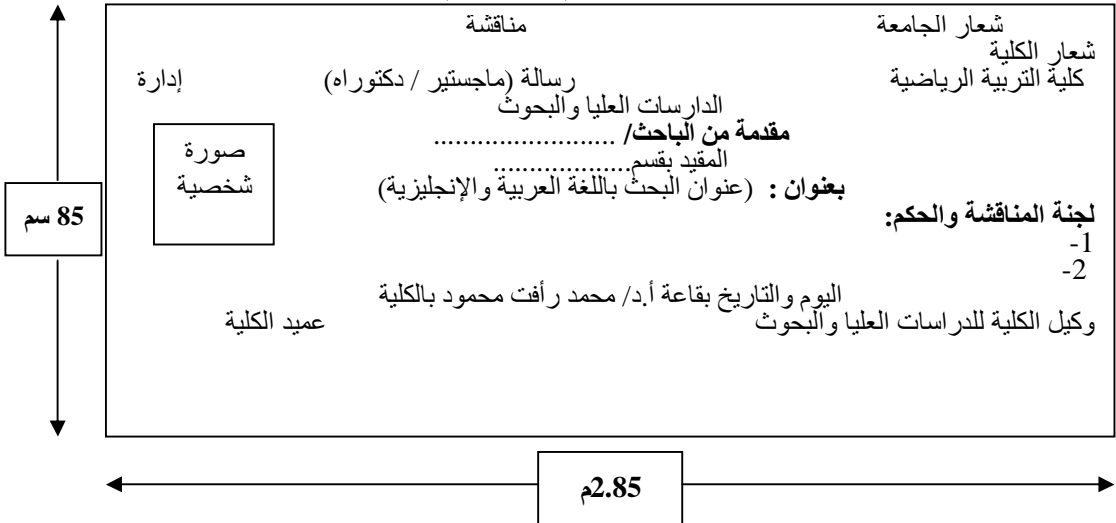 شعار الجامعة مناقشة
شعار الكلية
كلية التربية الرياضية رسالة (ماجستير / دكتوراه) إدارة
الدارسات العليا والبحوث
مقدمة من الباحث/ .........................
المقيد بقسم...................
بعنوان : (عنوان البحث باللغة العربية والإنجليزية)
صورة
شخصية
لجنة المناقشة والحكم:
1-
2-
اليوم والتاريخ بقاعة أ.د/ محمد رأفت محمود بالكلية
وكيل الكلية للدراسات العليا والبحوث عميد الكلية
85 سم
2.85م